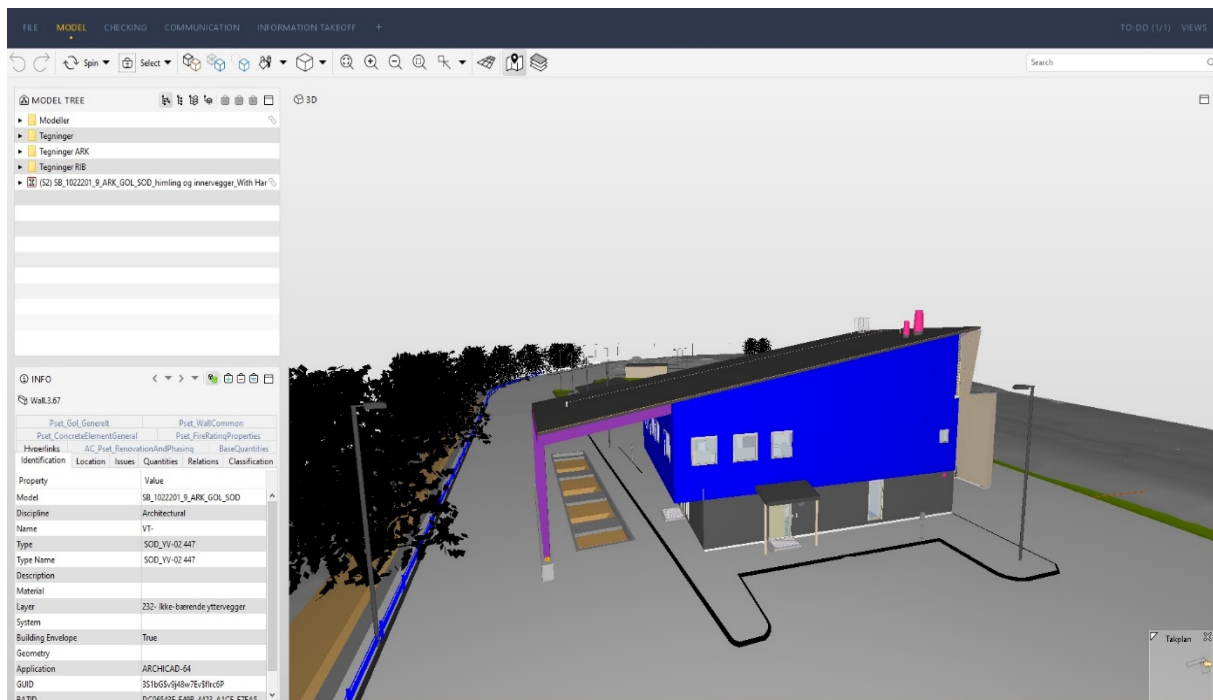 FILE MODEL CHECKING COMMUNICATION INFORMATION TAKEOFF + TO-DO (1/1) VIEWS
Spin Select Search
MODEL TREE
3D
Modeller
Tegninger
Tegninger ARK
Tegninger RIB
(S2) SB_1022201_9_ARK_GOL_SOD_himling og innervegger_With Har
INFO
Wall.3.67
Pset_Gol_Generelt Pset_WallCommon
Pset_ConcreteElementGeneral Pset_FireRatingProperties
Hyperlinks AC_Pset_RenovationAndPhasing BaseQuantities
Identification Location Issues Quantities Relations Classification
Property Value
Model SB_1022201_9_ARK_GOL_SOD
Discipline Architectural
Name VT-
Type SOD_YV-02 447
Type Name SOD_YV-02 447
Description
Material
Layer 232- Ikke-bærende yttervegger
System
Building Envelope True
Geometry
Application ARCHICAD-64
GUID
BATID
Takplan